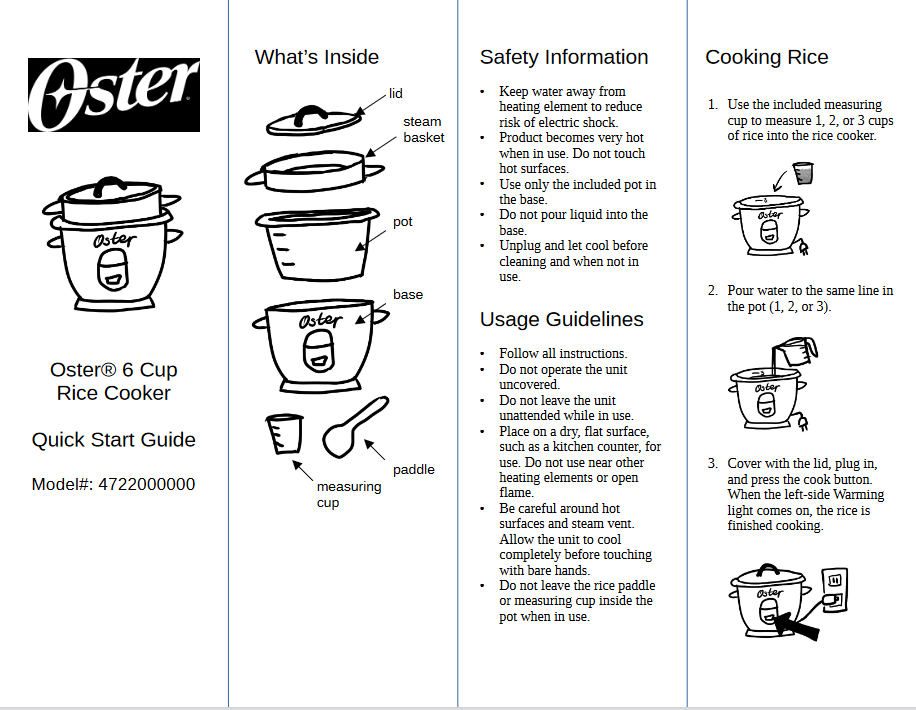 Oster
Oster
Oster® 6 Cup
Rice Cooker
Quick Start Guide
Model#: 4722000000
What’s Inside
lid
steam
basket
pot
base
Oster
paddle
measuring
cup
Safety Information
• Keep water away from
heating element to reduce
risk of electric shock.
• Product becomes very hot
when in use. Do not touch
hot surfaces.
• Use only the included pot in
the base.
• Do not pour liquid into the
base.
• Unplug and let cool before
cleaning and when not in
use.
Usage Guidelines
• Follow all instructions.
• Do not operate the unit
uncovered.
• Do not leave the unit
unattended while in use.
• Place on a dry, flat surface,
such as a kitchen counter, for
use. Do not use near other
heating elements or open
flame.
• Be careful around hot
surfaces and steam vent.
Allow the unit to cool
completely before touching
with bare hands.
• Do not leave the rice paddle
or measuring cup inside the
pot when in use.
Cooking Rice
1. Use the included measuring
cup to measure 1, 2, or 3 cups
of rice into the rice cooker.
3
Oster
2. Pour water to the same line in
the pot (1, 2, or 3).
3
Oster
3. Cover with the lid, plug in,
and press the cook button.
When the left-side Warming
light comes on, the rice is
finished cooking.
Oster